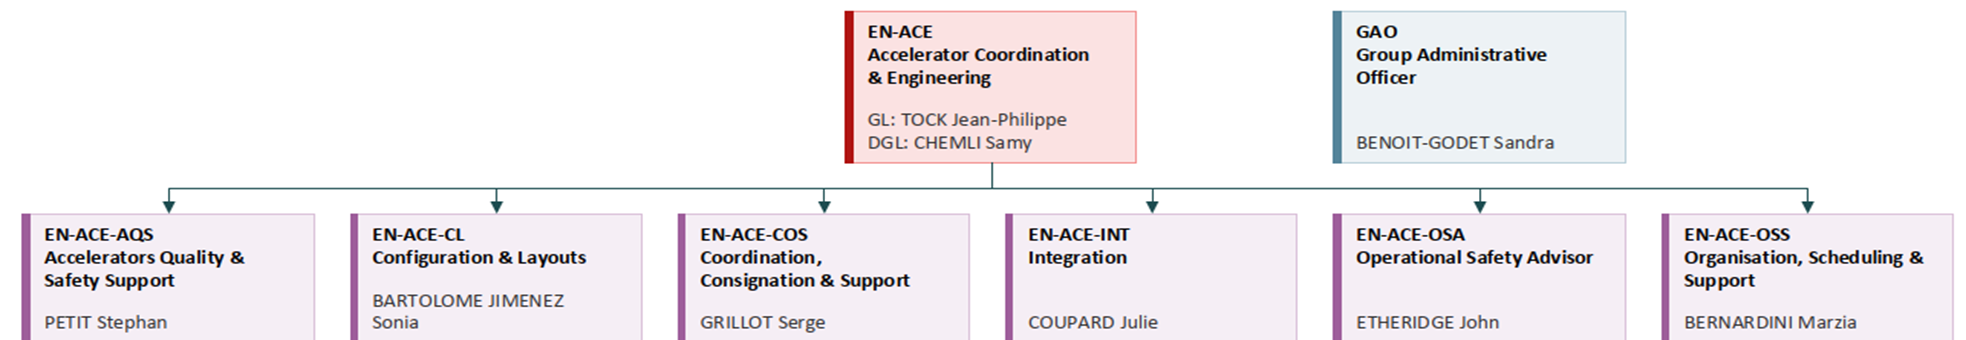 EN-ACE
Accelerator Coordination
& Engineering
GL: TOCK Jean-Philippe
DGL: CHEMLI Samy
GAO
Group Administrative
Officer
BENOIT-GODET Sandra
EN-ACE-AQS
Accelerators Quality &
Safety Support
PETIT Stephan
EN-ACE-CL
Configuration & Layouts
BARTOLOME JIMENEZ
Sonia
EN-ACE-COS
Coordination,
Consignation & Support
GRILLOT Serge
EN-ACE-INT
Integration
COUPARD Julie
EN-ACE-OSA
Operational Safety Advisor
ETHERIDGE John
EN-ACE-OSS
Organisation, Scheduling &
Support
BERNARDINI Marzia